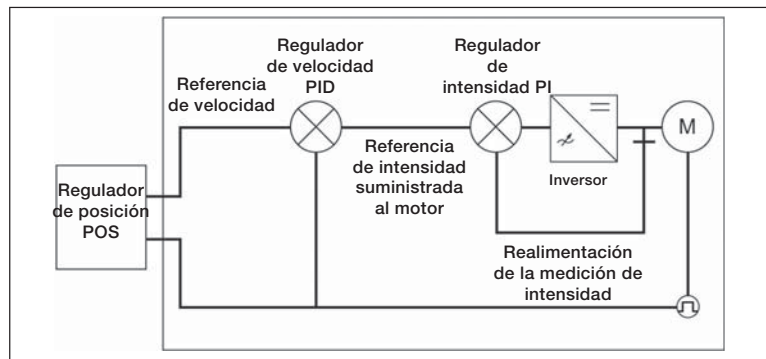 Regulador
de velocidad
PID
Regulador
de
intensidad PI
Referencia
de velocidad
M
Referencia
de intensidad
suministrada
al motor
Inversor
Regulador
de posición
POS
Realimentación
de la medición de
intensidad